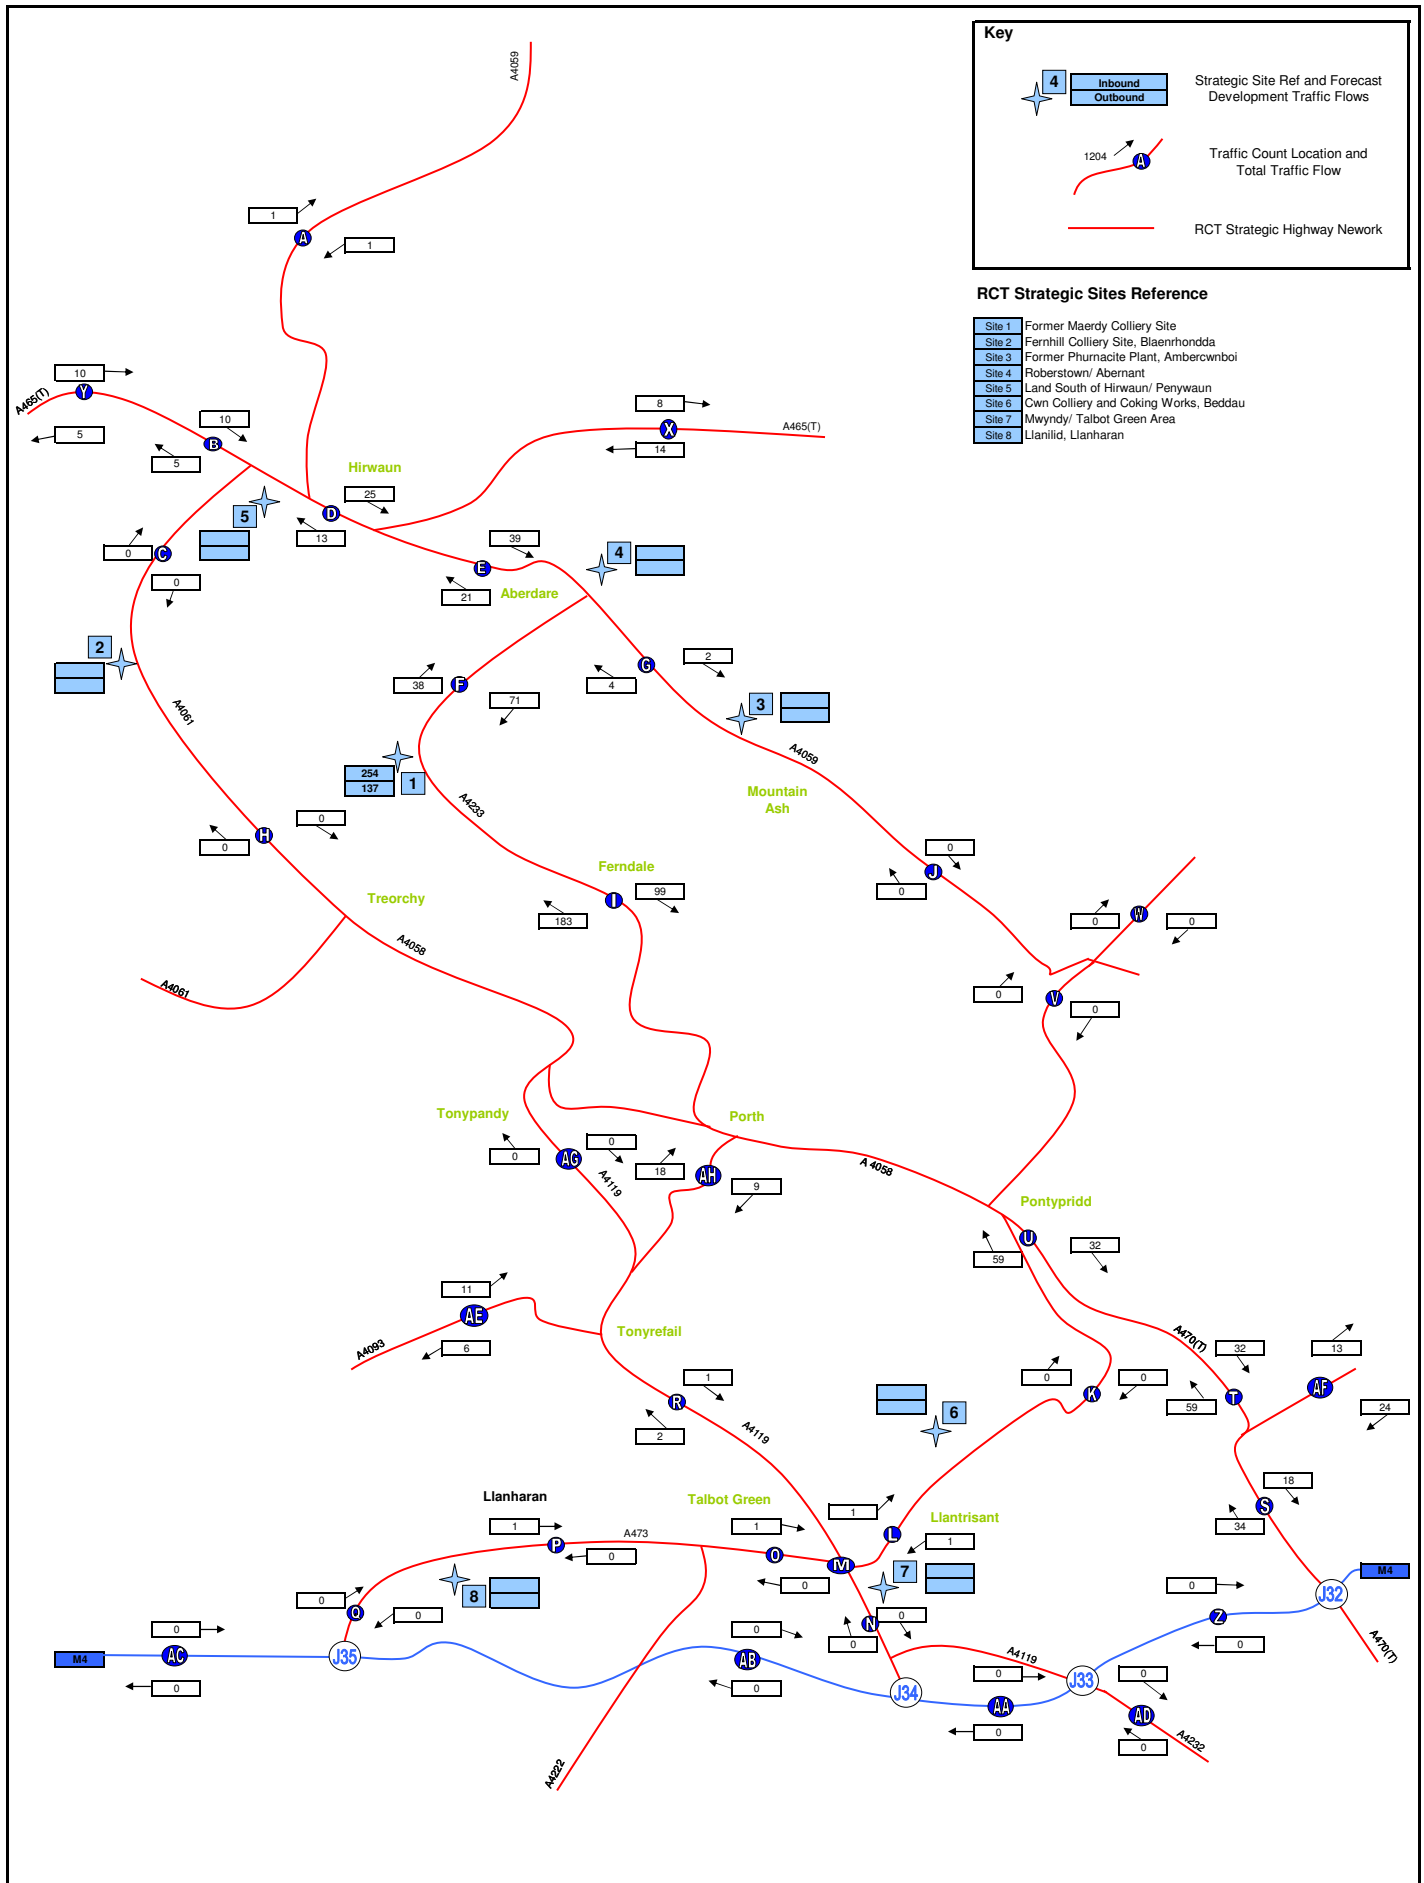 Key
4
Inbound
Outbound
Strategic Site Ref and Forecast
Development Traffic Flows
1204
A
Traffic Count Location and
Total Traffic Flow
RCT Strategic Highway Nework
RCT Strategic Sites Reference
Site 1 Former Maerdy Colliery Site
Site 2 Fernhill Colliery Site, Blaenrhondda
Site 3 Former Phurnacite Plant, Ambercwnboi
Site 4 Roberstown/ Abernant
Site 5 Land South of Hirwaun/ Penywaun
Site 6 Cwn Colliery and Coking Works, Beddau
Site 7 Mwyndy/ Talbot Green Area
Site 8 Llanilid, Llanharan
A4059
1
A
1
10
Y
A465(T)
5
10
B
5
8
X
A465(T)
14
Hirwaun
25
D
13
5
0
C
0
39
E
21
Aberdare
4
2
A4061
38
F
71
2
G
4
3
A4059
254
137
1
A4233
Mountain
Ash
0
H
0
Treorchy
Ferndale
99
I
183
0
J
0
0
W
0
A4058
A4061
0
V
0
Tonypandy
Porth
0
AG
0
A4119
18
AH
9
A 4058
Pontypridd
U
59
32
11
AE
A4093
6
Tonyrefail
A470(T)
1
R
2
A4119
6
0
K
0
32
T
59
13
AF
24
18
S
34
Llanharan
Talbot Green
Llantrisant
1
P
0
A473
1
O
0
M
1
L
1
7
8
0
Q
0
N
0
0
M4
0
AC
0
J35
0
AB
0
J34
A4119
0
AA
0
J33
0
AD
0
A4232
0
Z
0
J32
M4
A470(T)
A4222